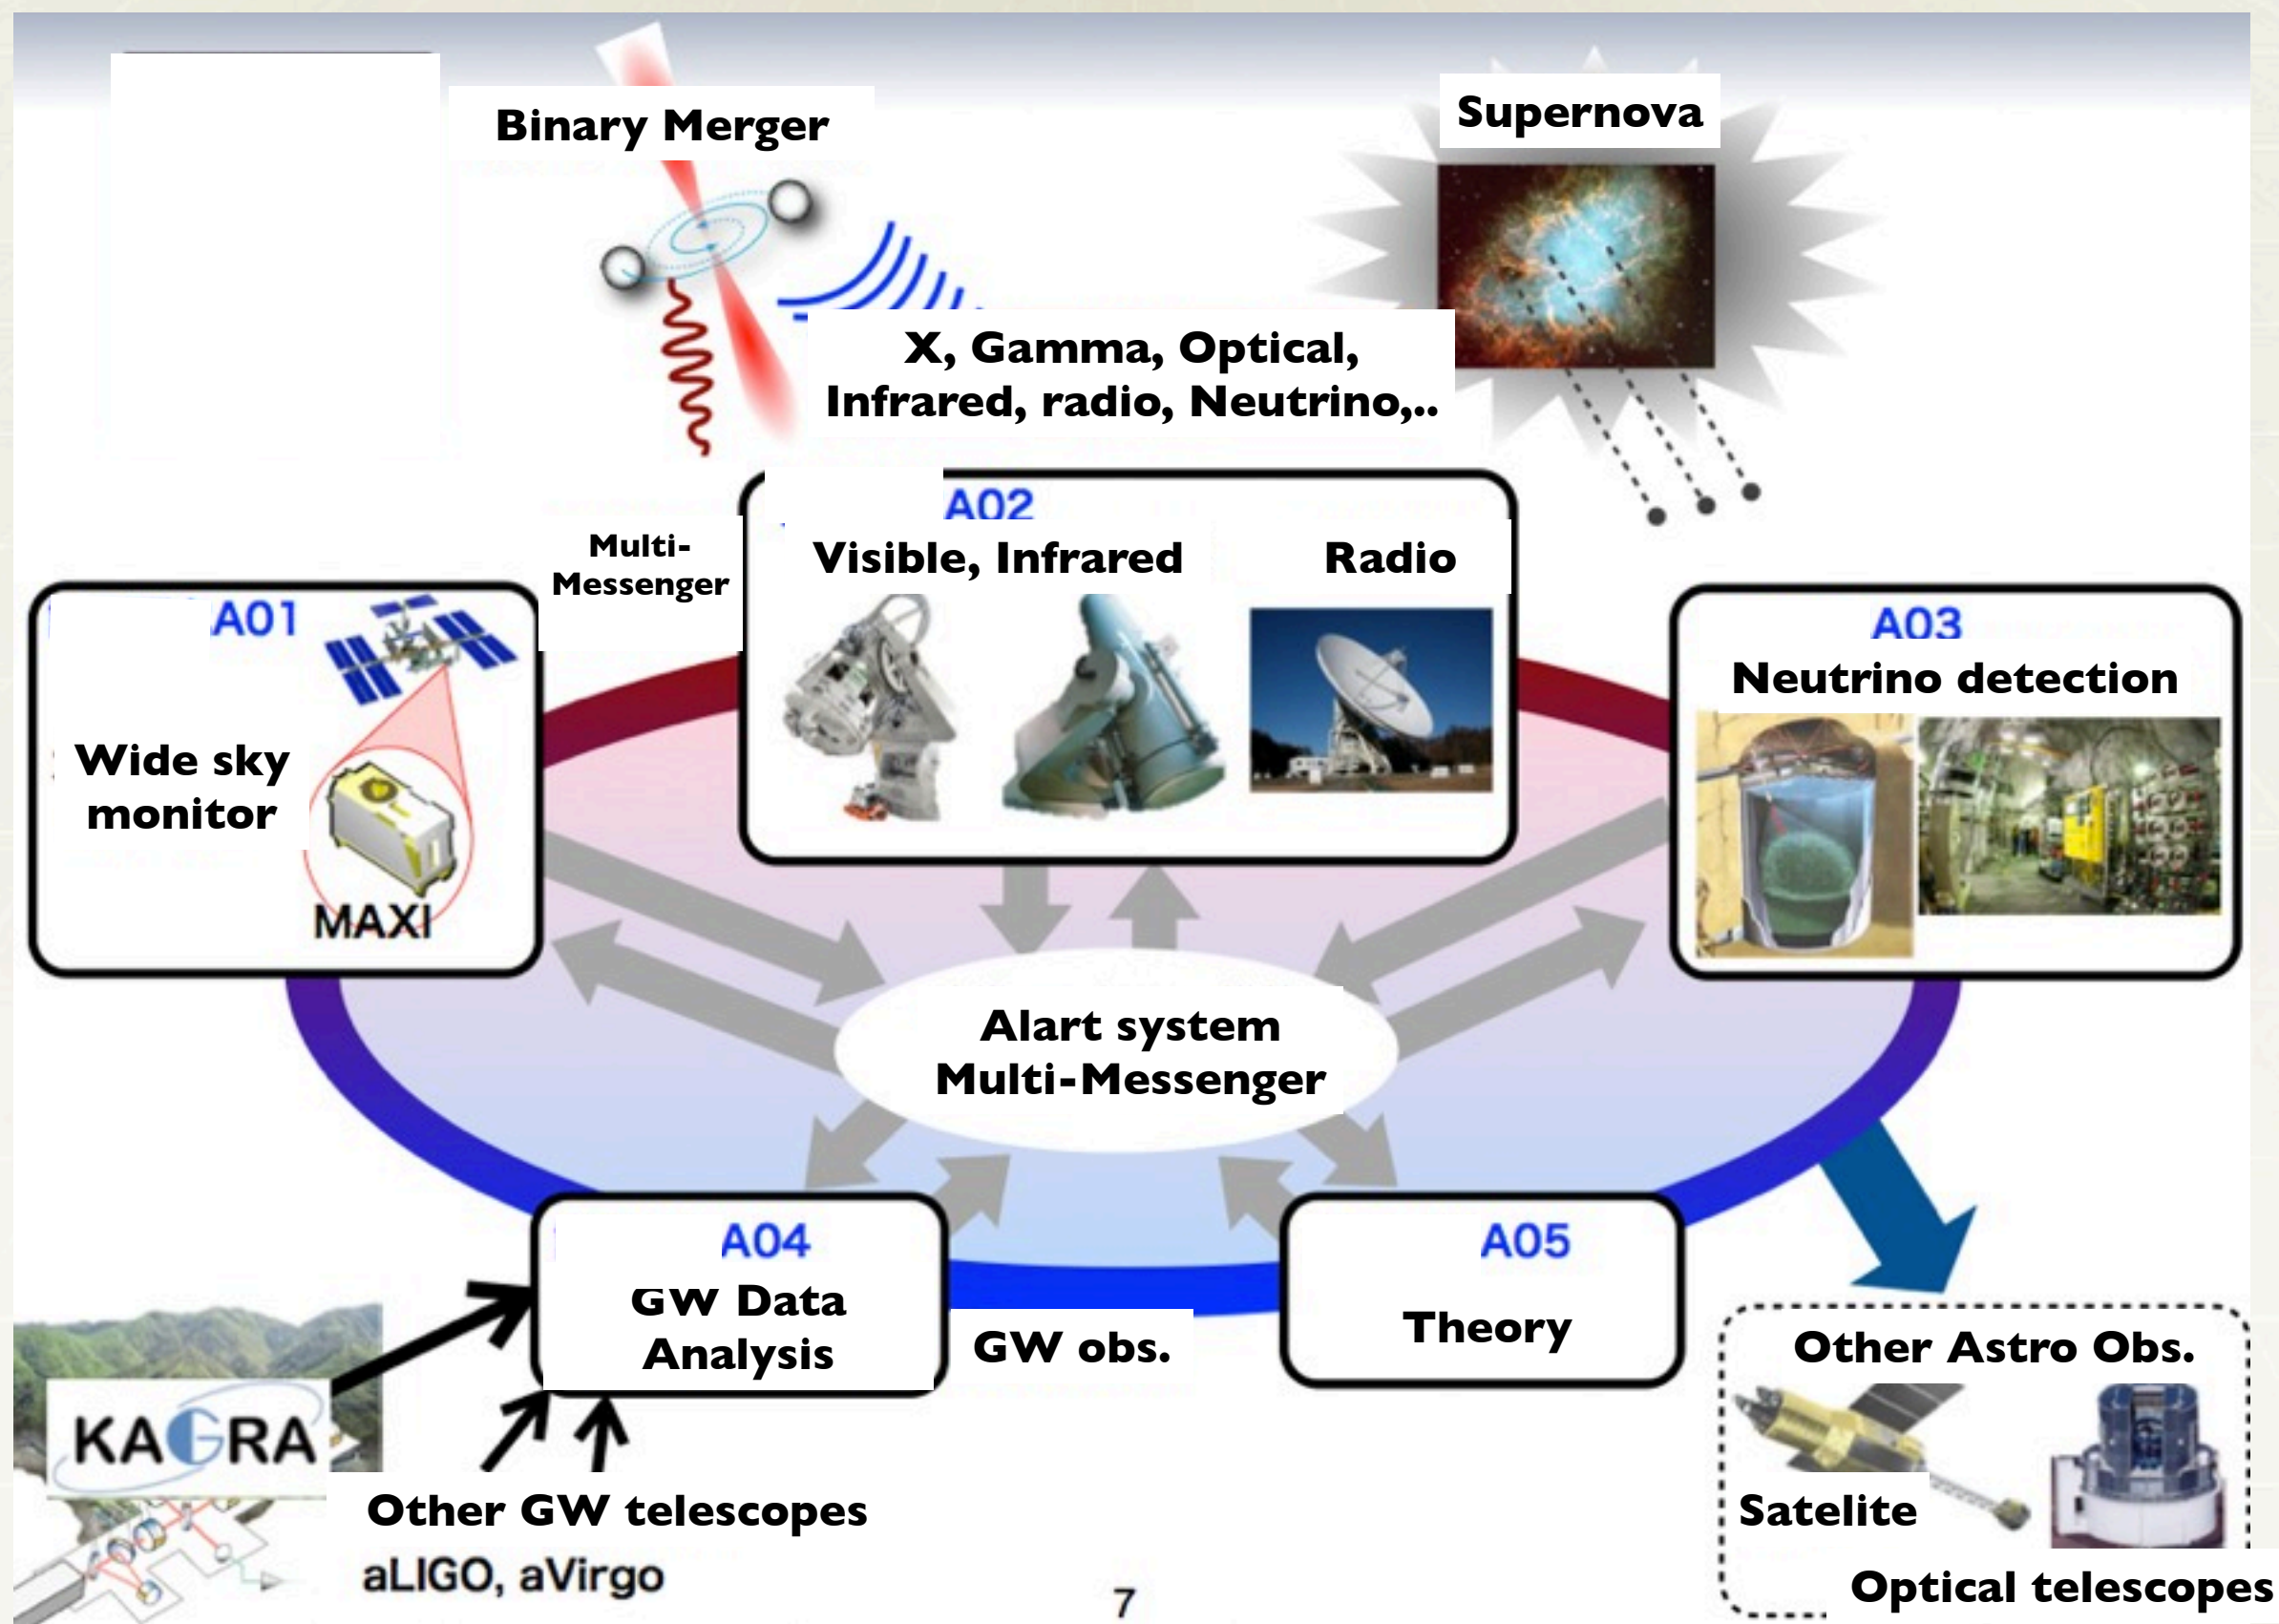 Binary Merger
Supernova
X, Gamma, Optical,
Infrared, radio, Neutrino,..
Multi-
Messenger
A02
Visible, Infrared
Radio
A01
Wide sky
monitor
MAXI
A03
Neutrino detection
Alart system
Multi-Messenger
A04
GW Data
Analysis
GW obs.
A05
Theory
KAGRA
Other GW telescopes
aLIGO, aVirgo
Other Astro Obs.
Satelite
Optical telescopes
7